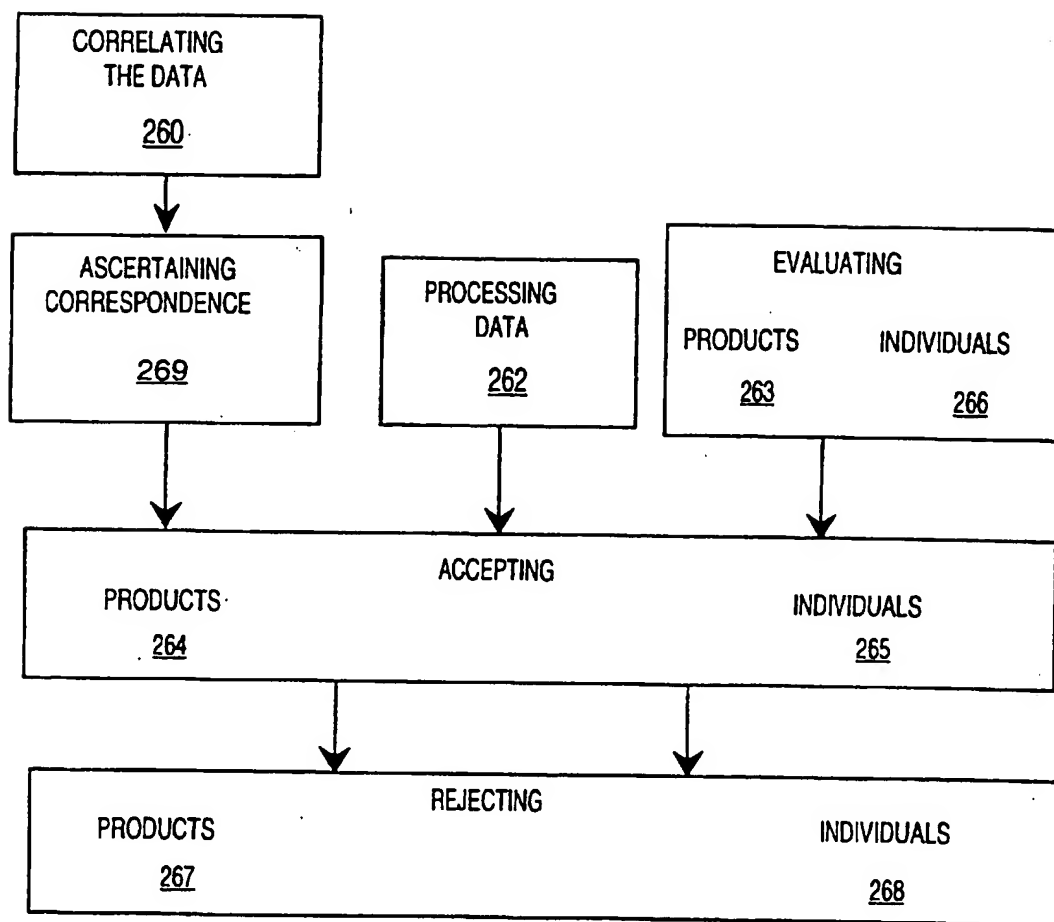 CORRELATING
THE DATA
260
ASCERTAINING
CORRESPONDENCE
269
PROCESSING
DATA
262
EVALUATING
PRODUCTS INDIVIDUALS
263 266
ACCEPTING
PRODUCTS INDIVIDUALS
264 265
REJECTING
PRODUCTS INDIVIDUALS
267 268